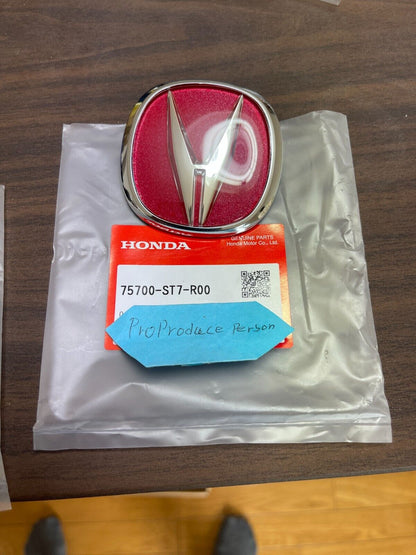 HONDA
GENUINE PARTS
Honda Motor Co., Ltd.
75700-ST7-R00
ProProduce Person